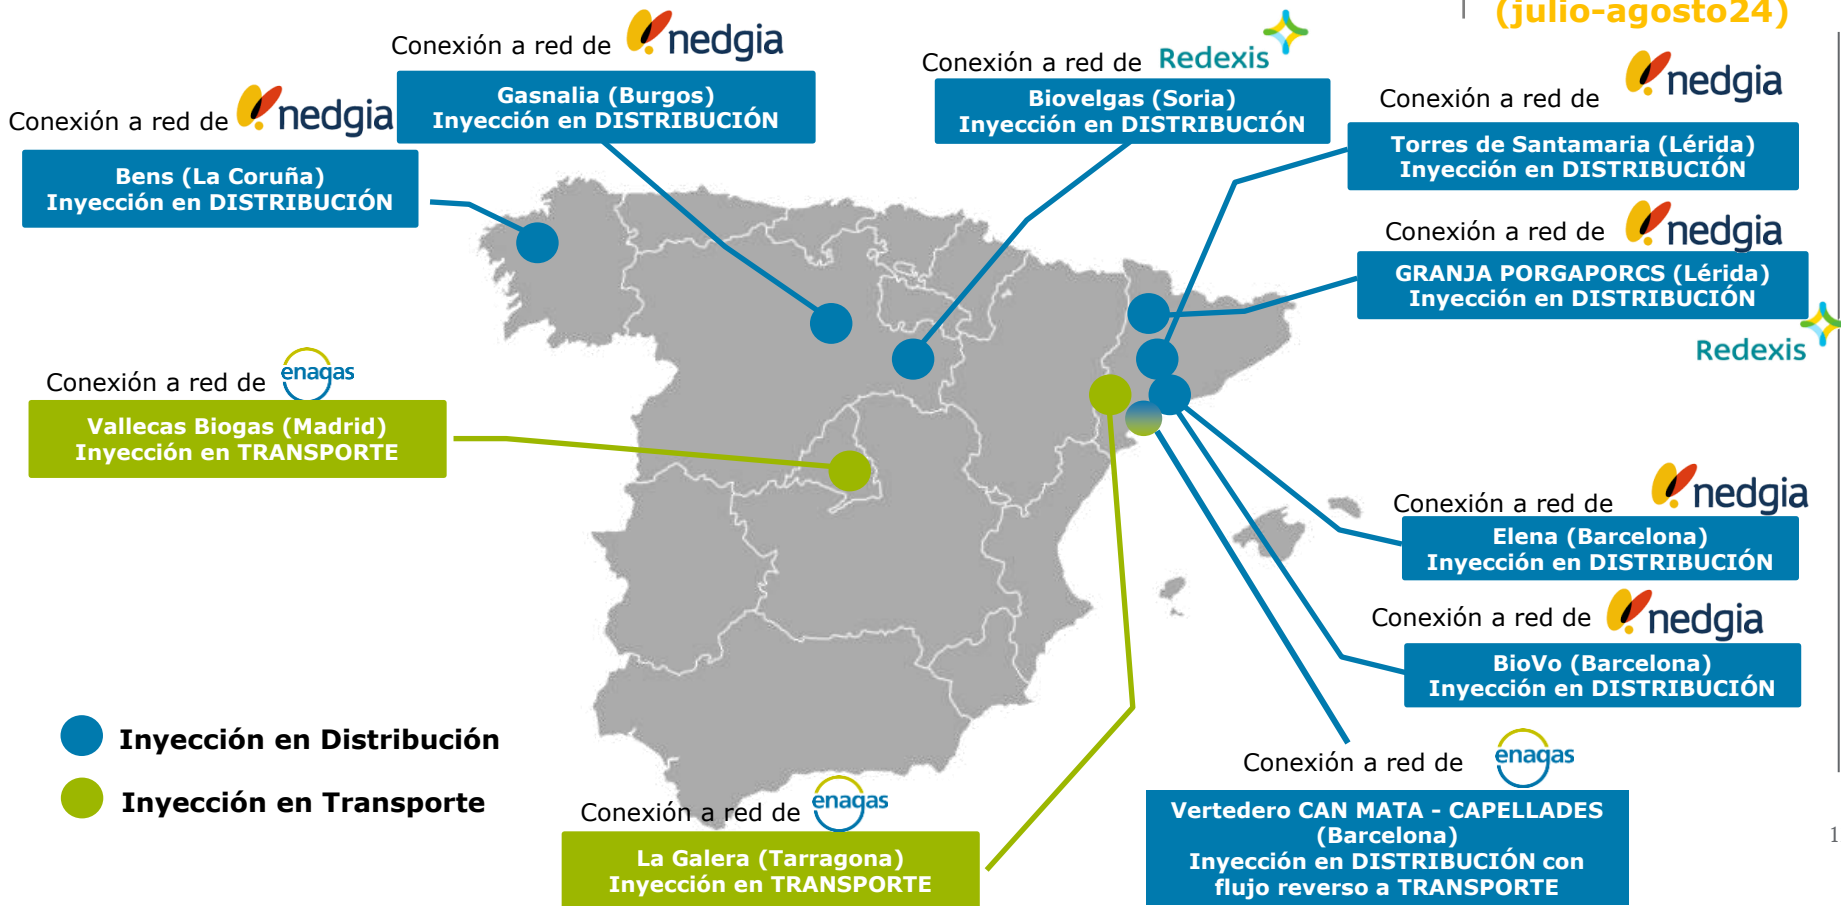 (julio-agosto24)
Conexión a red de nedgia
Gasnalia (Burgos)
Inyección en DISTRIBUCIÓN
Conexión a red de Redexis
Biovelgas (Soria)
Inyección en DISTRIBUCIÓN
Conexión a red de nedgia
Torres de Santamaria (Lérida)
Inyección en DISTRIBUCIÓN
Conexión a red de nedgia
Bens (La Coruña)
Inyección en DISTRIBUCIÓN
Conexión a red de nedgia
GRANJA PORGAPORCS (Lérida)
Inyección en DISTRIBUCIÓN
Redexis
Conexión a red de enagas
Vallecas Biogas (Madrid)
Inyección en TRANSPORTE
Conexión a red de nedgia
Elena (Barcelona)
Inyección en DISTRIBUCIÓN
Conexión a red de nedgia
BioVo (Barcelona)
Inyección en DISTRIBUCIÓN
Inyección en Distribución
Inyección en Transporte
Conexión a red de enagas
La Galera (Tarragona)
Inyección en TRANSPORTE
Conexión a red de enagas
Vertedero CAN MATA - CAPELLADES
(Barcelona)
Inyección en DISTRIBUCIÓN con
flujo reverso a TRANSPORTE
1